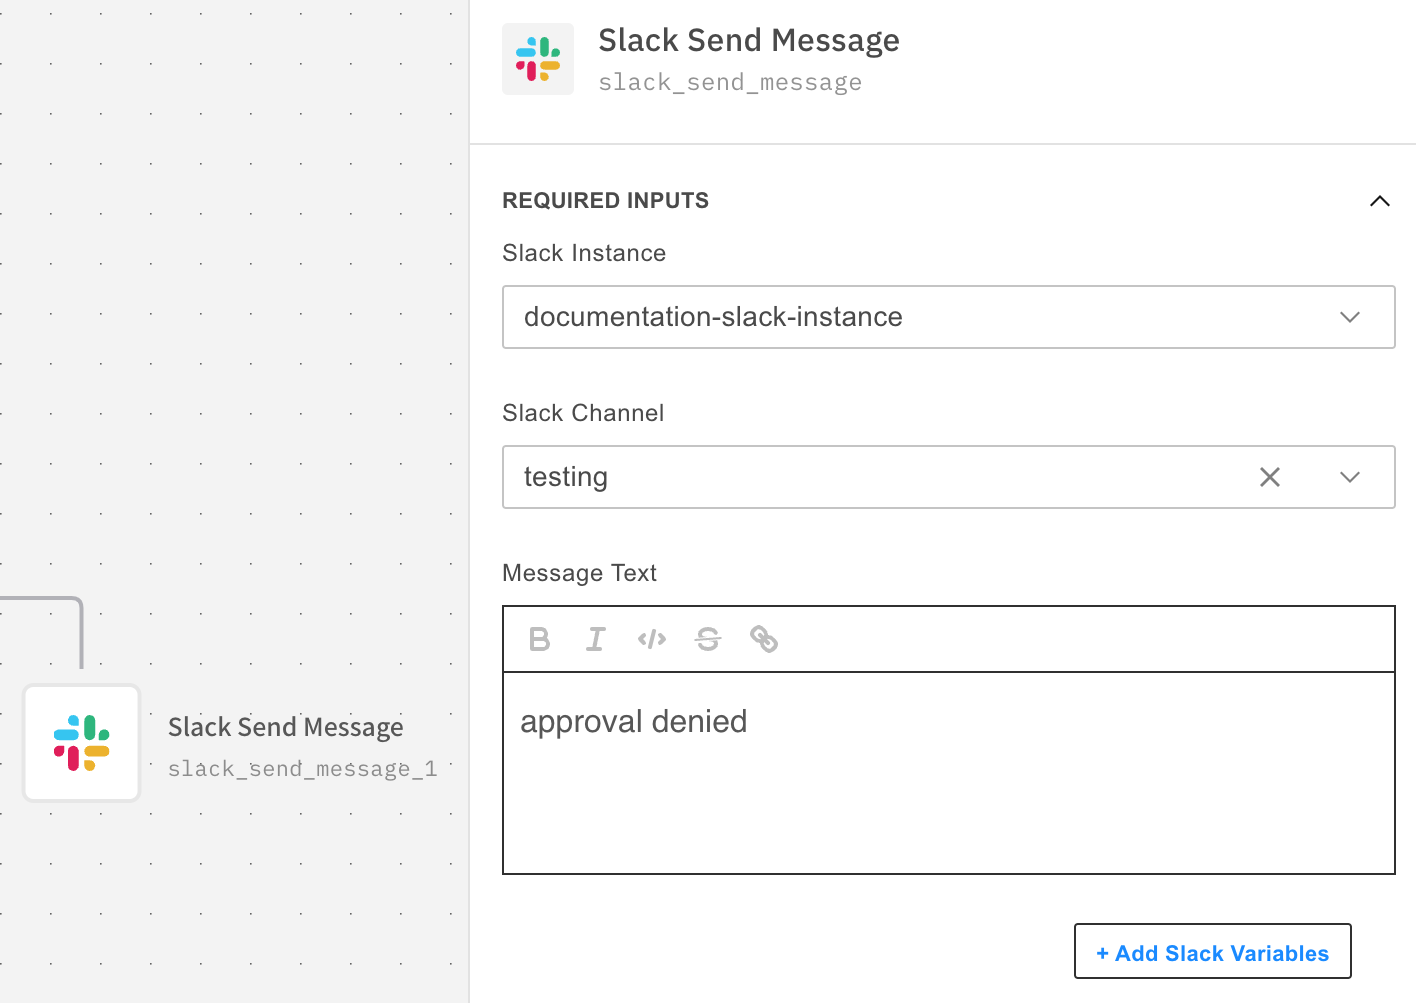 Slack Send Message
slack_send_message
REQUIRED INPUTS
Slack Instance
documentation-slack-instance
Slack Channel
testing
Message Text
approval denied
+ Add Slack Variables
Slack Send Message
slack_send_message_1